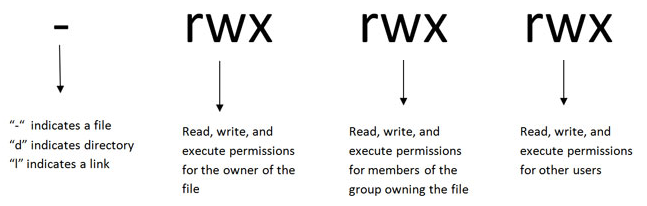 - rwx rwx rwx
"-" indicates a file
"d" indicates directory
"l" indicates a link
Read, write, and
execute permissions
for the owner of the
file
Read, write, and
execute permissions
for members of the
group owning the file
Read, write, and
execute permissions
for other users